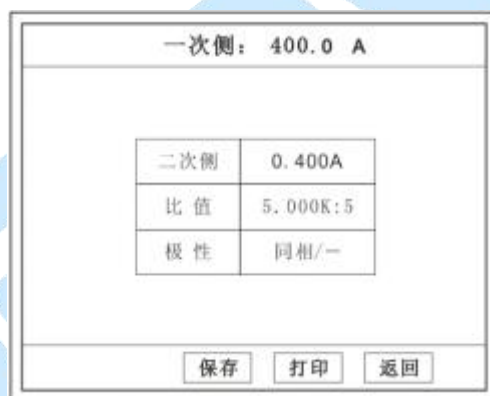 一次侧: 400.0 A
二次侧 0.400A
比值 5.000K:5
极性 同相/-
保存 打印 返回